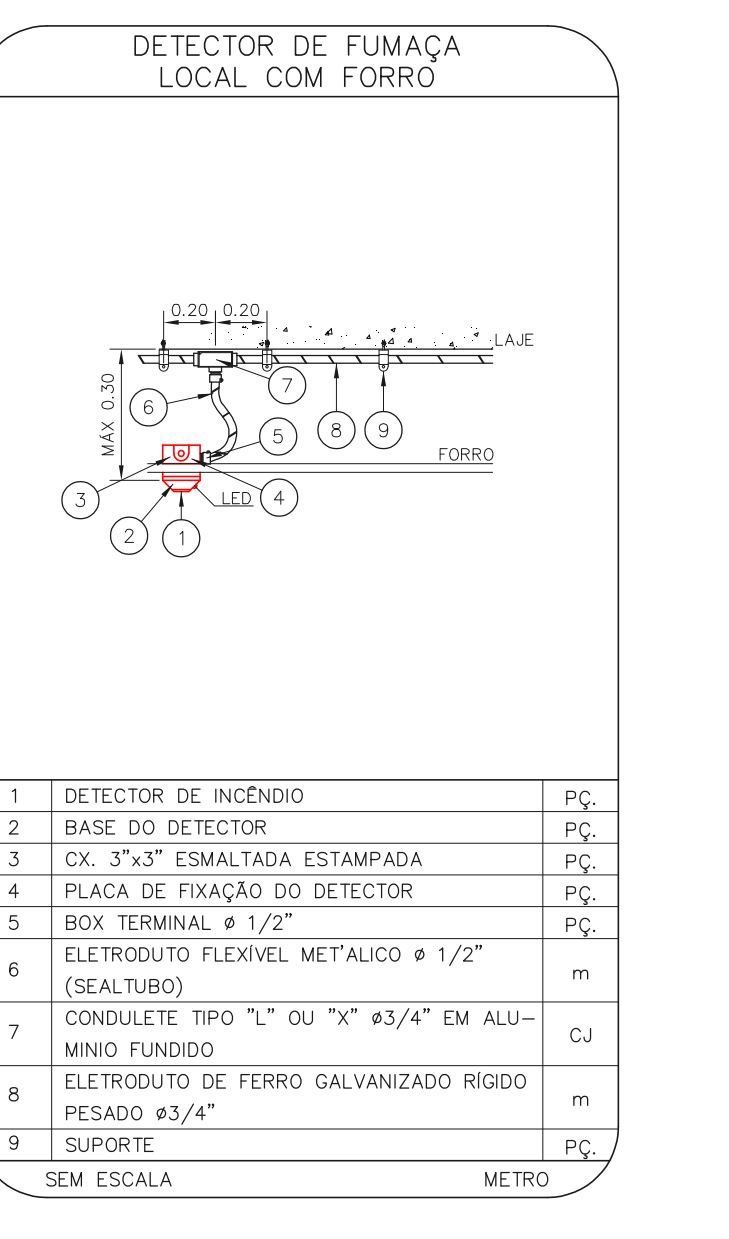 DETECTOR DE FUMAÇA
LOCAL COM FORRO
0.20 0.20
LAJE
MÁX 0.30
7
6
8
9
5
FORRO
3
LED
4
2
1
1 DETECTOR DE INCÊNDIO PÇ.
2 BASE DO DETECTOR PÇ.
3 CX. 3”x3” ESMALTADA ESTAMPADA PÇ.
4 PLACA DE FIXAÇÃO DO DETECTOR PÇ.
5 BOX TERMINAL ø 1/2” PÇ.
6 ELETRODUTO FLEXÍVEL MET’ALICO ø 1/2”
(SEALTUBO) m
7 CONDULETE TIPO ”L” OU ”X” ø3/4” EM ALU–
MINIO FUNDIDO CJ
8 ELETRODUTO DE FERRO GALVANIZADO RÍGIDO
PESADO ø3/4” m
9 SUPORTE PÇ.
SEM ESCALA METRO